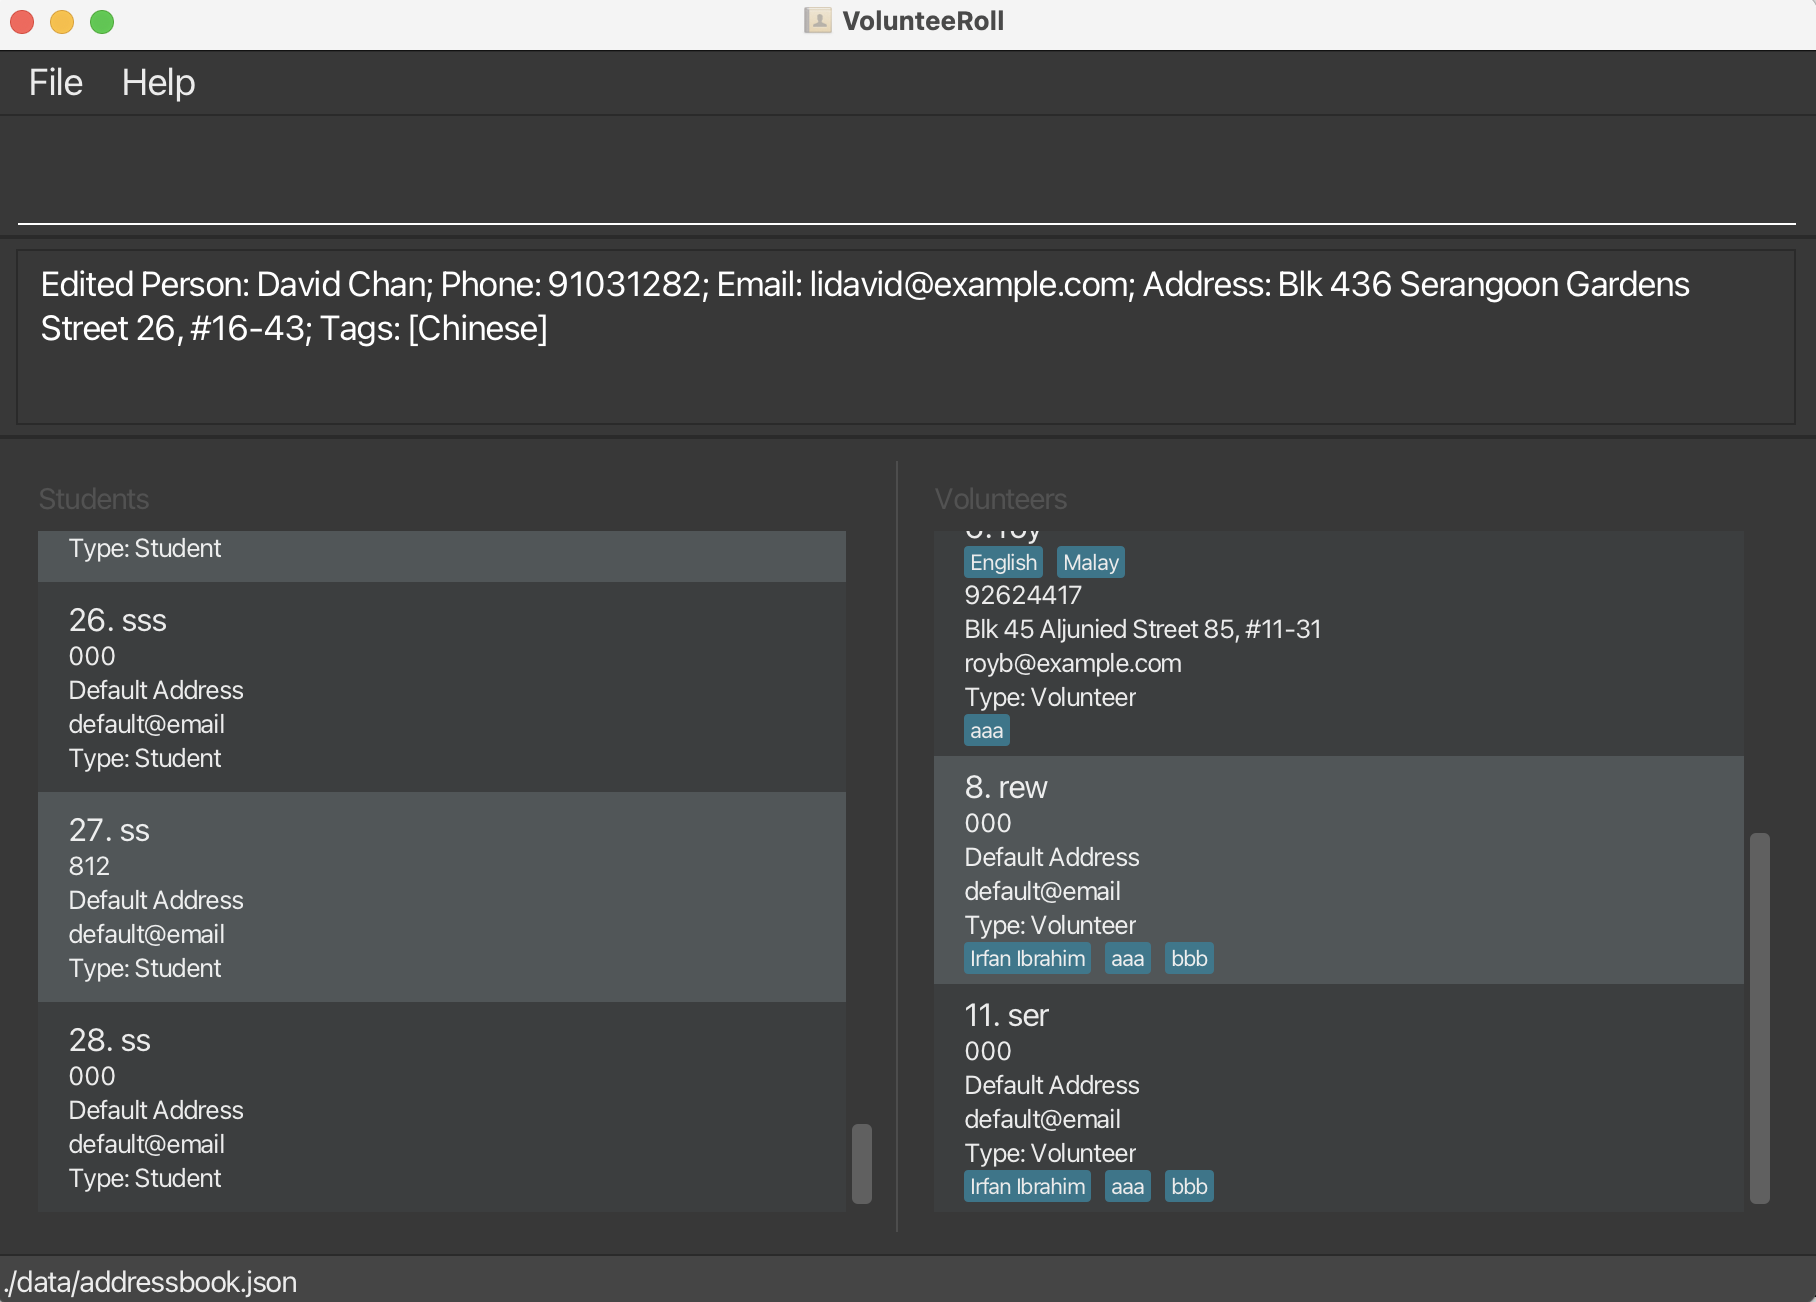 VolunteeRoll
File Help
Edited Person: David Chan; Phone: 91031282; Email: lidavid@example.com; Address: Blk 436 Serangoon Gardens
Street 26, #16-43; Tags: [Chinese]
Students
Type: Student
26. sss
000
Default Address
default@email
Type: Student
27. ss
812
Default Address
default@email
Type: Student
28. ss
000
Default Address
default@email
Type: Student
Volunteers
roy
English Malay
92624417
Blk 45 Aljunied Street 85, #11-31
royb@example.com
Type: Volunteer
aaa
8. rew
000
Default Address
default@email
Type: Volunteer
Irfan Ibrahim aaa bbb
11. ser
000
Default Address
default@email
Type: Volunteer
Irfan Ibrahim aaa bbb
./data/addressbook.json